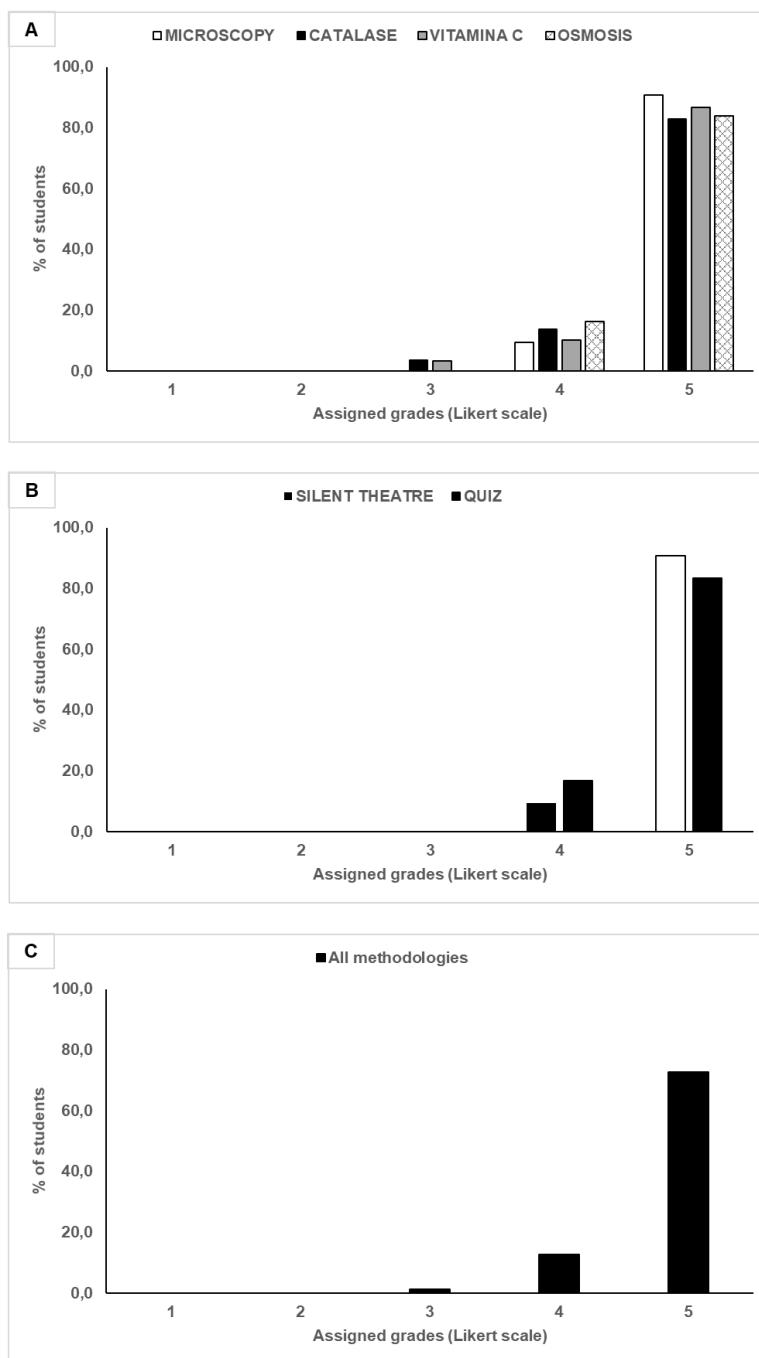 A
MICROSCOPY CATALASE VITAMINA C OSMOSIS
100,0
80,0
60,0
40,0
20,0
0,0
% of students
1 2 3 4 5
Assigned grades (Likert scale)
B
SILENT THEATRE QUIZ
100,0
80,0
60,0
40,0
20,0
0,0
% of students
1 2 3 4 5
Assigned grades (Likert scale)
C
All methodologies
100,0
80,0
60,0
40,0
20,0
0,0
% of students
1 2 3 4 5
Assigned grades (Likert scale)